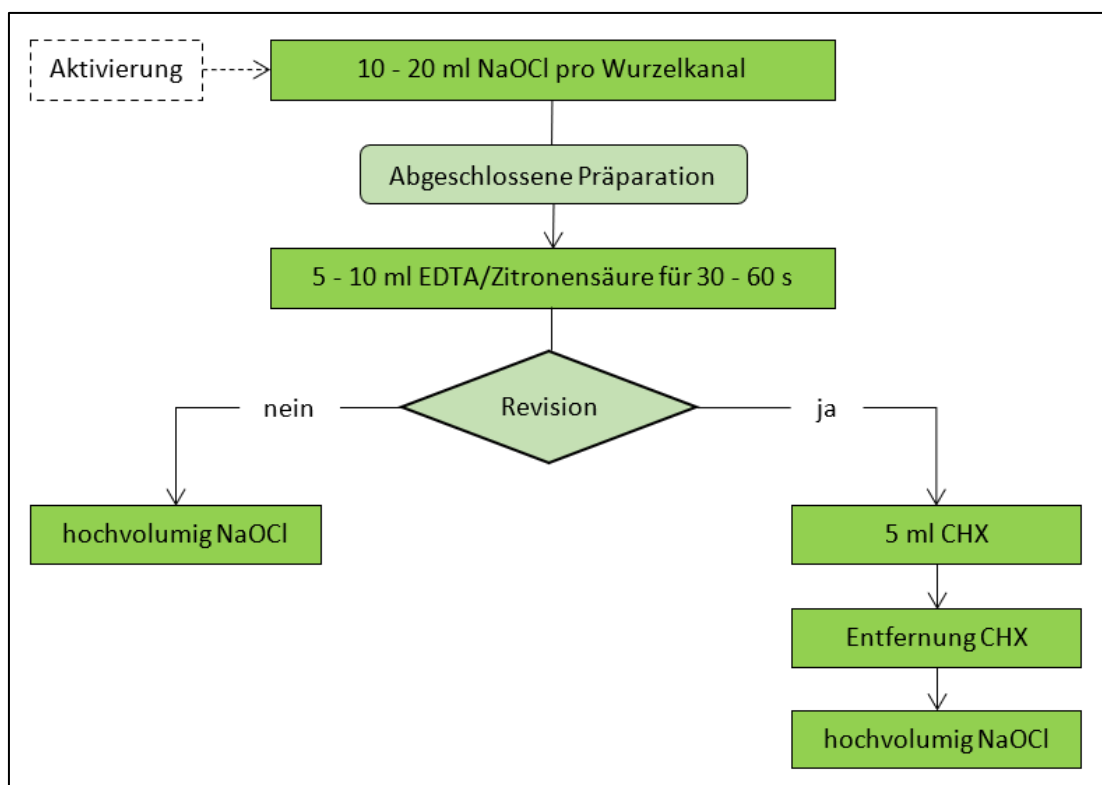 Aktivierung
10 - 20 ml NaOCl pro Wurzelkanal
Abgeschlossene Präparation
5 - 10 ml EDTA/Zitronensäure für 30 - 60 s
nein
Revision
ja
hochvolumig NaOCl
5 ml CHX
Entfernung CHX
hochvolumig NaOCl